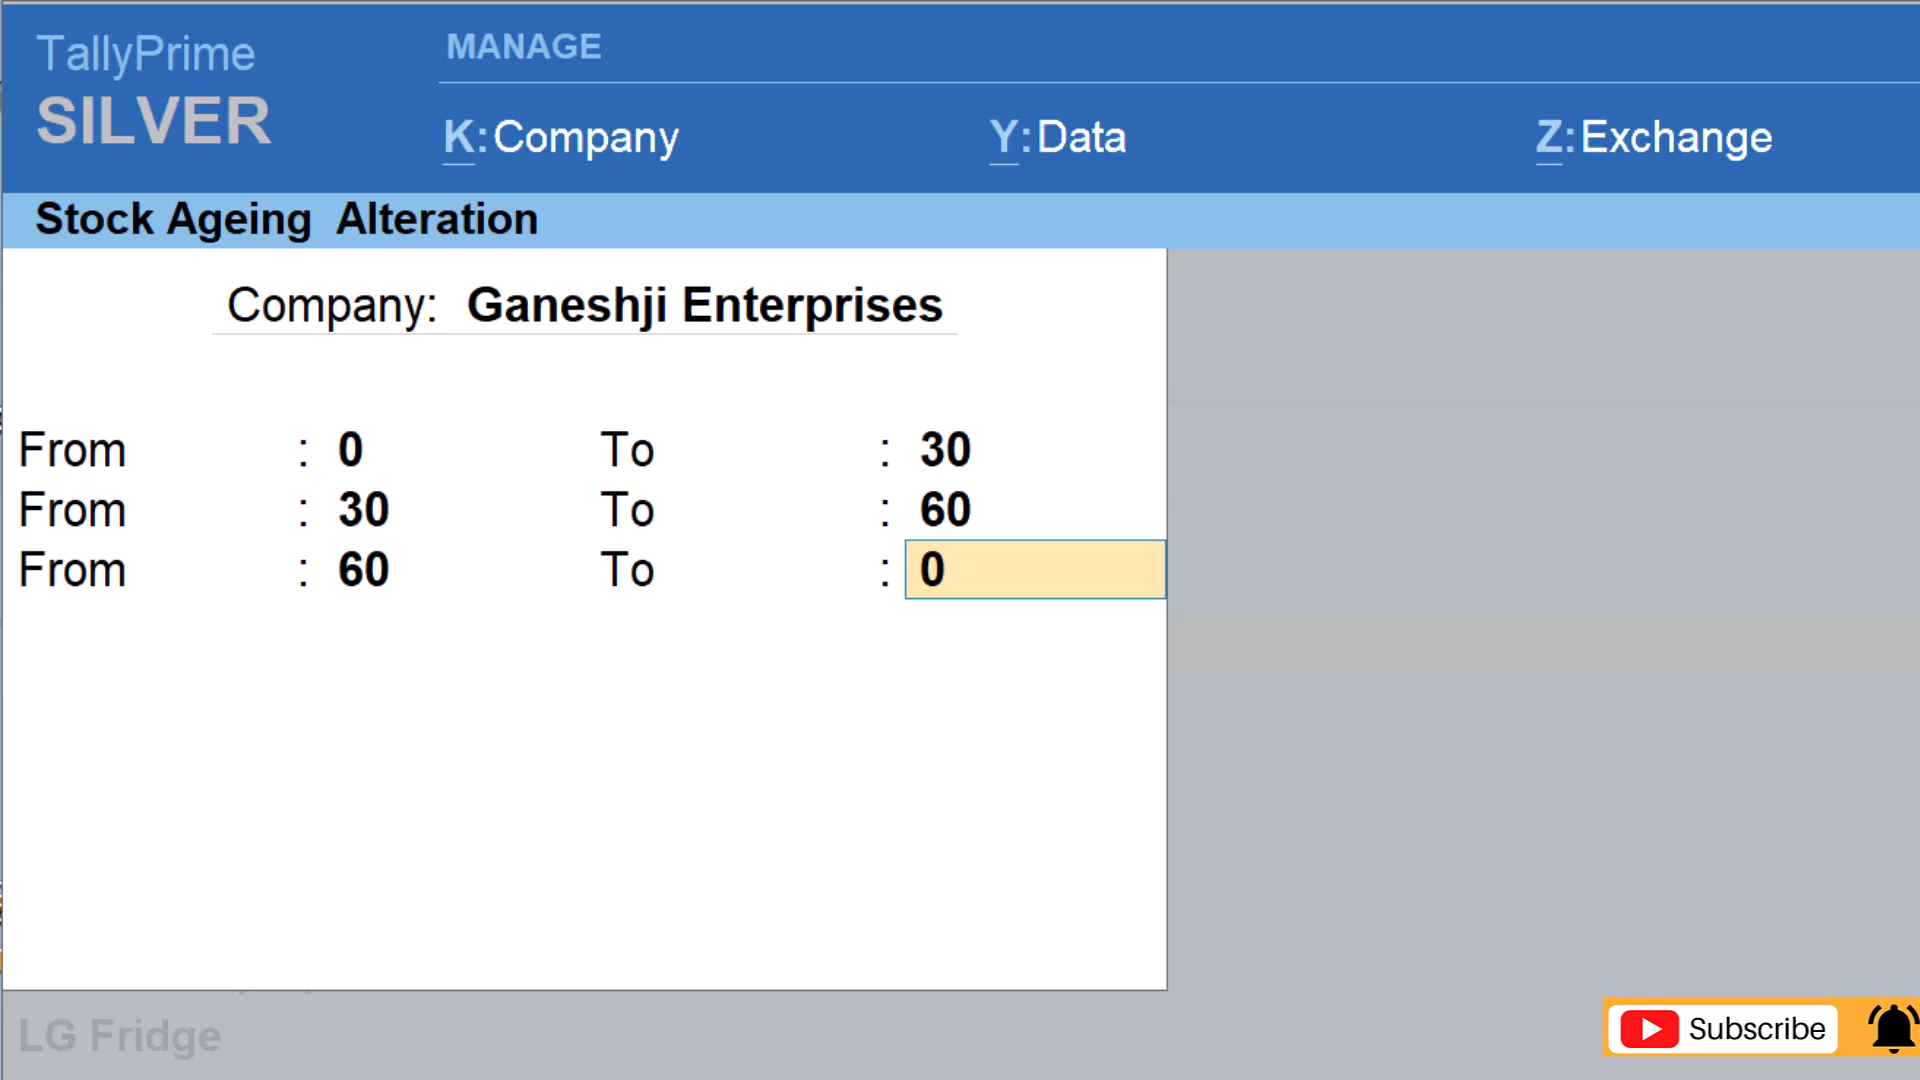 TallyPrime
SILVER
MANAGE
K:Company Y:Data Z:Exchange
Stock Ageing Alteration
Company: Ganeshji Enterprises
From : 0 To : 30
From : 30 To : 60
From : 60 To : 0
LG Fridge
Subscribe